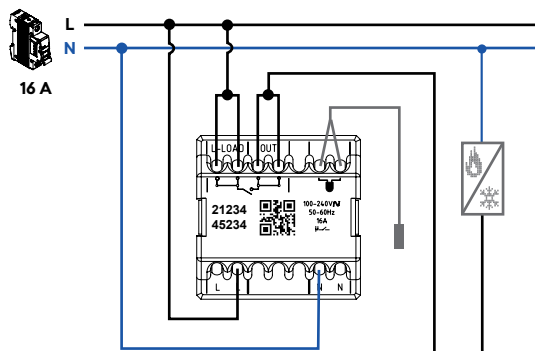 L
N
16 A
L-LOAD OUT
21234
45234
100-240V~
50-60Hz
16A
L L N N